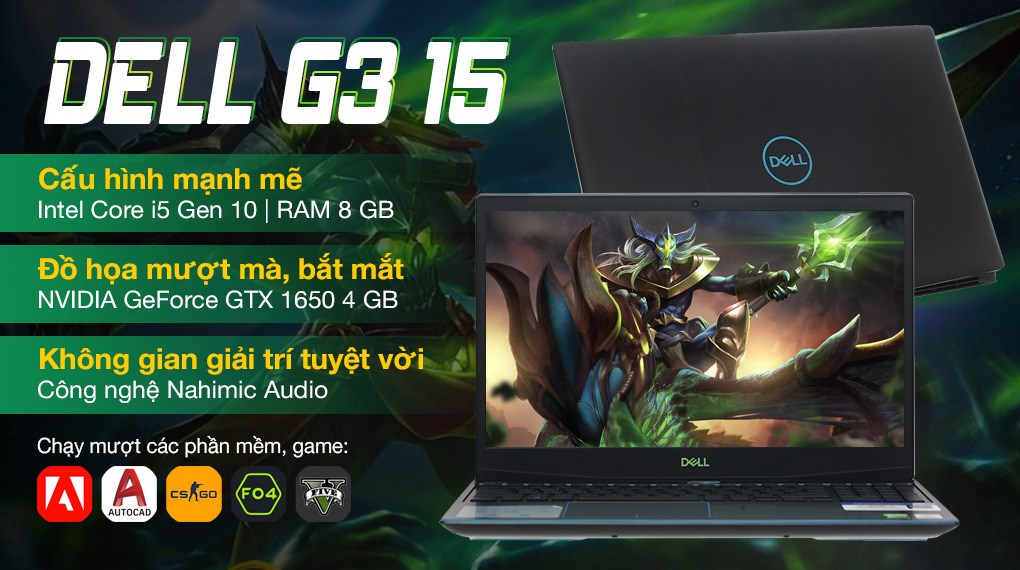 DELL G3 15
Cấu hình mạnh mẽ
Intel Core i5 Gen 10 | RAM 8 GB
Đồ họa mượt mà, bắt mắt
NVIDIA GeForce GTX 1650 4 GB
Không gian giải trí tuyệt vời
Công nghệ Nahimic Audio
Chạy mượt các phần mềm, game:
A
AUTOCAD
CS GO
FO4
V
FIVE
DELL
DELL